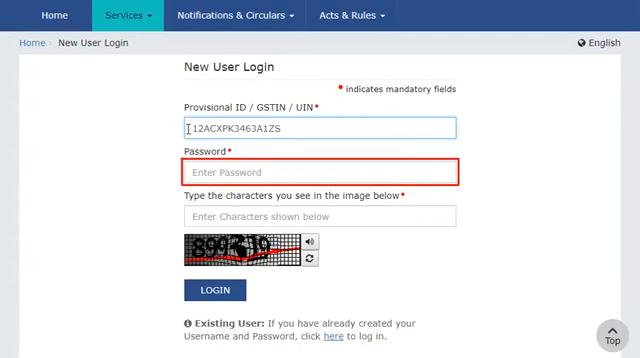 Home Services Notifications & Circulars Acts & Rules
Home New User Login English
New User Login
• indicates mandatory fields
Provisional ID / GSTIN / UIN•
12ACXPK3463A1ZS
Password•
Enter Password
Type the characters you see in the image below•
Enter Characters shown below
LOGIN
Existing User: If you have already created your
Username and Password, click here to log in.
Top